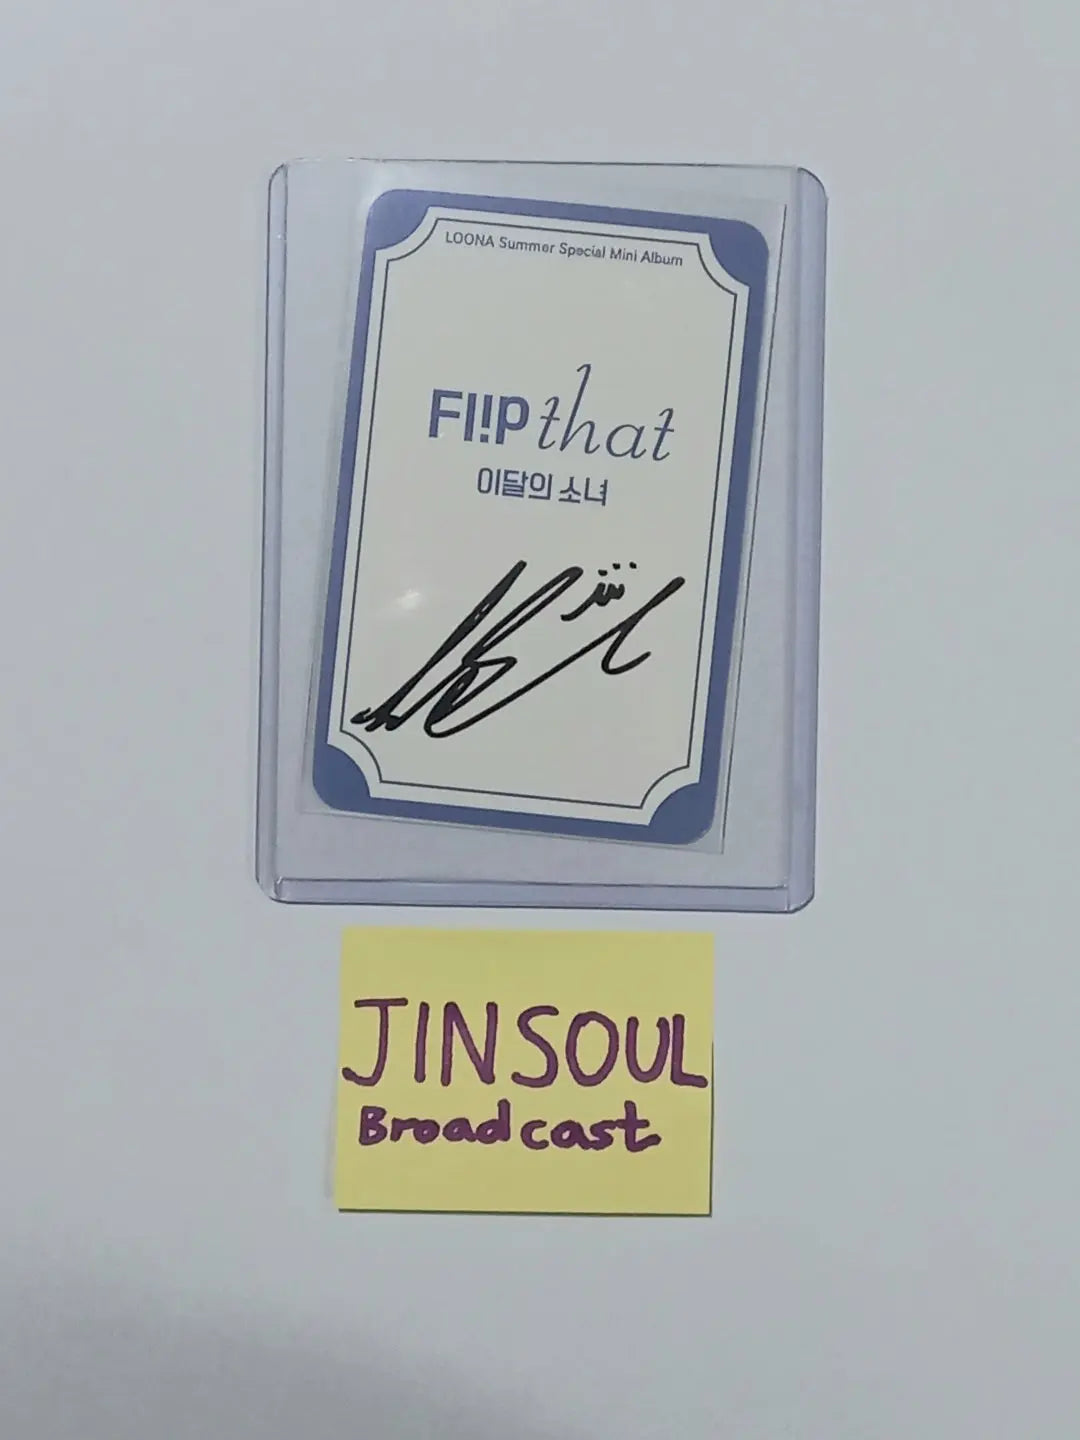 LOONA Summer Special Mini Album
Fl!p that
이달의 소녀
JINSOUL
Broadcast